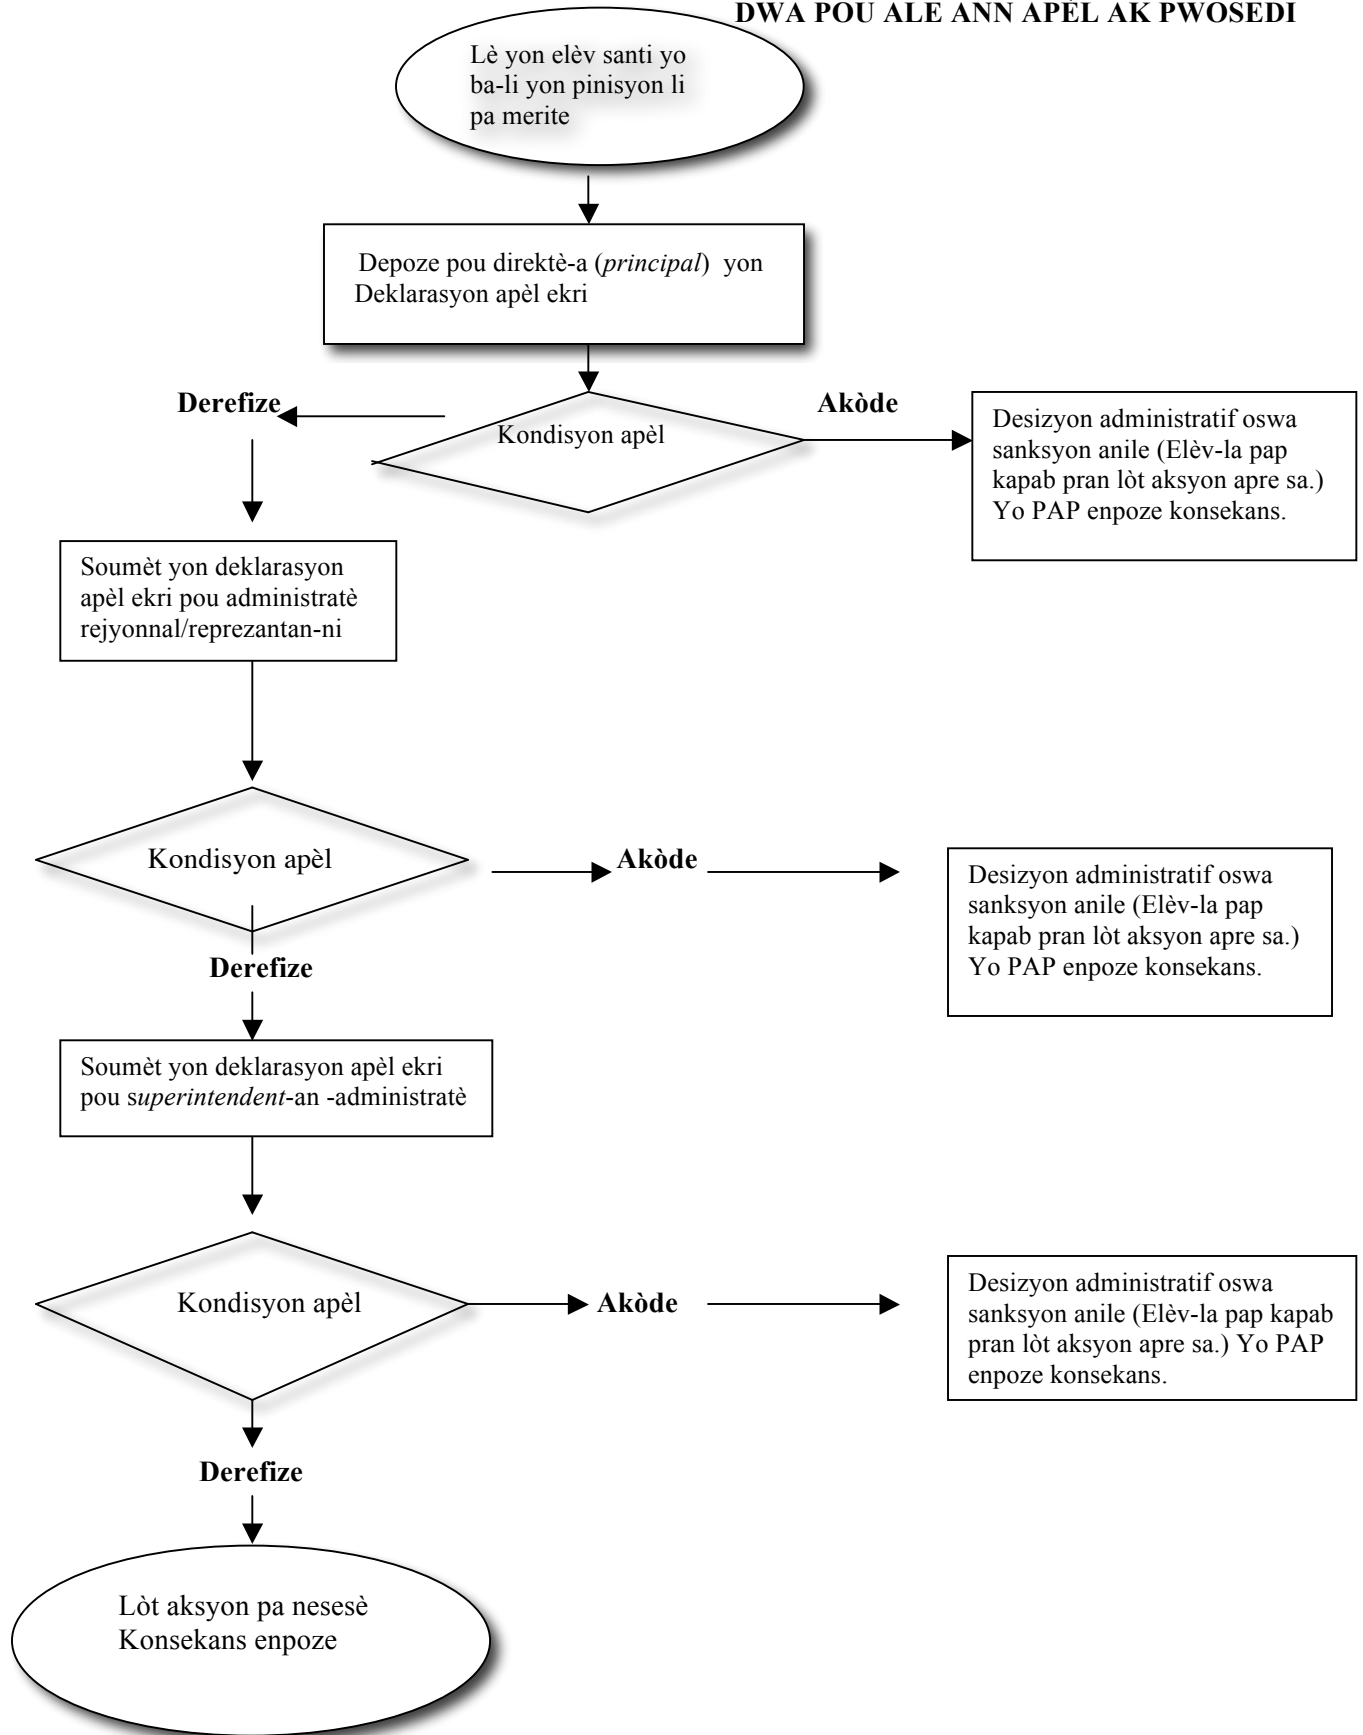 DWA POU ALE ANN APÈL AK PWOSEDI
Lè yon elèv santi yo
ba-li yon pinisyon li
pa merite
Depoze pou direktè-a (principal) yon
Deklarasyon apèl ekri
Derefize
Kondisyon apèl
Akòde
Desizyon administratif oswa
sanksyon anile (Elèv-la pap
kapab pran lòt aksyon apre sa.)
Yo PAP enpoze konsekans.
Soumèt yon deklarasyon
apèl ekri pou administratè
rejyonnal/reprezantan-ni
Kondisyon apèl
Akòde
Desizyon administratif oswa
sanksyon anile (Elèv-la pap
kapab pran lòt aksyon apre sa.)
Yo PAP enpoze konsekans.
Derefize
Soumèt yon deklarasyon apèl ekri
pou superintendent-an -administratè
Kondisyon apèl
Akòde
Desizyon administratif oswa
sanksyon anile (Elèv-la pap kapab
pran lòt aksyon apre sa.) Yo PAP
enpoze konsekans.
Derefize
Lòt aksyon pa nesesè
Konsekans enpoze